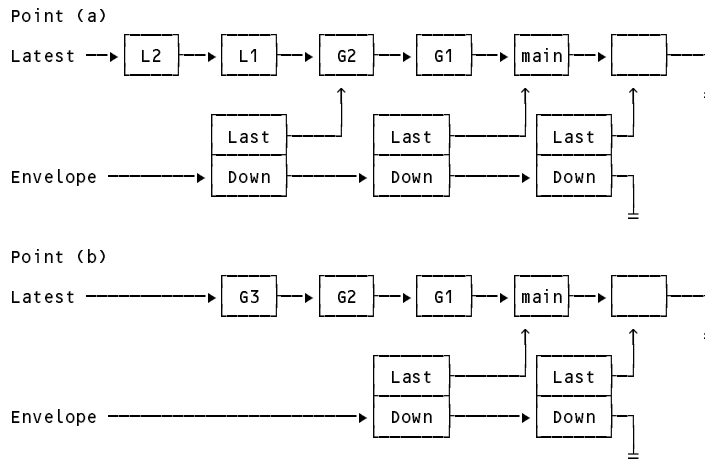 Point (a)
Latest L2 L1 G2 G1 main
Last Last Last
Envelope Down Down Down
Point (b)
Latest G3 G2 G1 main
Last Last
Envelope Down Down